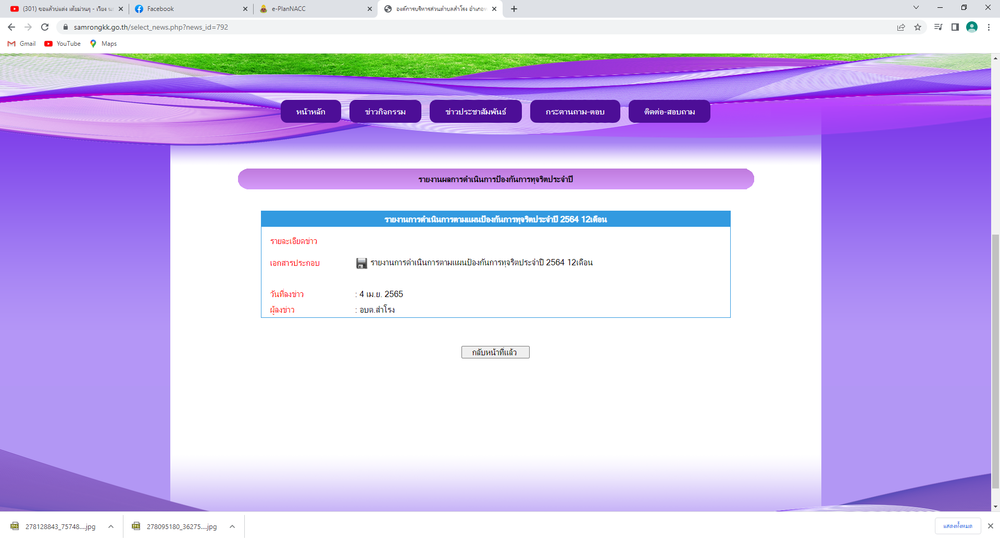 (301) ขอแล้วบ่แต่ง เต้ยม่วนๆ - เวียง
Facebook
e-PlanNACC
องค์การบริหารส่วนตำบลสำโรง อำเภอ
samrongkk.go.th/select_news.php?news_id=792
Gmail YouTube Maps
หน้าหลัก ข่าวกิจกรรม ข่าวประชาสัมพันธ์ กระดานถาม-ตอบ ติดต่อ-สอบถาม
รายงานผลการดำเนินการป้องกันการทุจริตประจำปี
รายงานการดำเนินการตามแผนป้องกันการทุจริตประจำปี 2564 12เดือน
รายละเอียดข่าว
เอกสารประกอบ รายงานการดำเนินการตามแผนป้องกันการทุจริตประจำปี 2564 12เดือน
วันที่ลงข่าว : 4 เม.ย. 2565
ผู้ลงข่าว : อบต.สำโรง
กลับหน้าที่แล้ว
278128843_75748....jpg 278095180_36275....jpg แสดงทั้งหมด